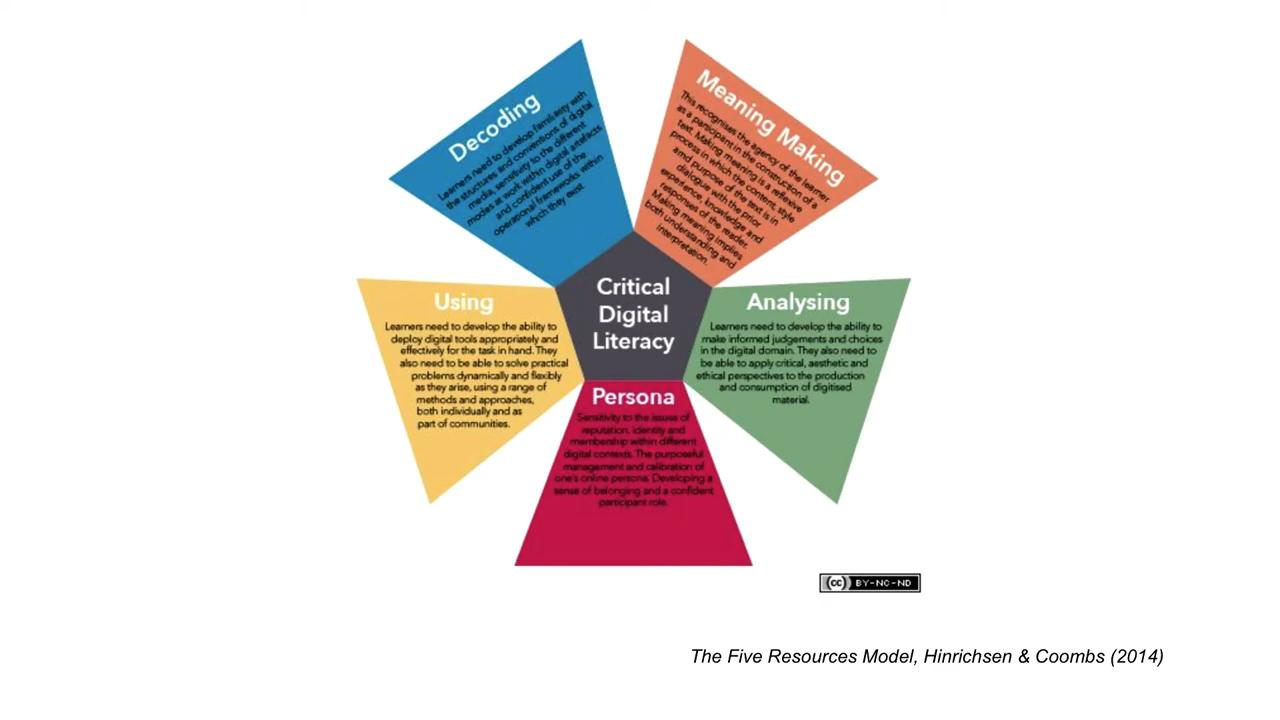 Decoding
Learners need to develop familiarity with
the structures and conventions of digital
media, sensitivity to the different
modes at work within digital artefacts
and confident use of the
operational frameworks within
which they exist.
Meaning Making
This recognises the agency of the learner
as a participant in the construction of a
text. Making meaning is a reflexive
process in which the content, style
amd purpose of the text is in
dialogue with the prior
experience, knowledge and
responses of the reader.
Making meaning implies
both understanding and
interpretation.
Critical
Digital
Literacy
Using
Learners need to develop the ability to
deploy digital tools appropriately and
effectively for the task in hand. They
also need to be able to solve practical
problems dynamically and flexibly
as they arise, using a range of
methods and approaches,
both individually and as
part of communities.
Analysing
Learners need to develop the ability to
make informed judgements and choices
in the digital domain. They also need to
be able to apply critical, aesthetic and
ethical perspectives to the production
and consumption of digitised
material.
Persona
Sensitivity to the issues of
reputation, identity and
membership within different
digital contexts. The purposeful
management and calibration of
one's online persona. Developing a
sense of belonging and a confident
participant role.
cc BY-NC-ND
The Five Resources Model, Hinrichsen & Coombs (2014)